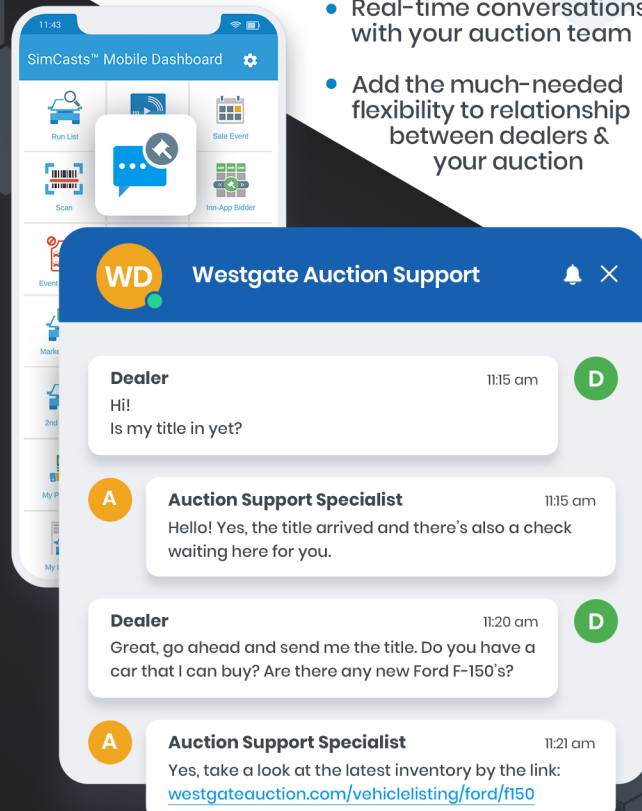 Real-time conversations
with your auction team
Add the much-needed
flexibility to relationship
between dealers &
your auction
11:43
SimCasts™ Mobile Dashboard
Run List
Sale Event
Scan
Inn-App Bidder
Event
2nd
My
WD
Westgate Auction Support
Dealer 11:15 am
D
Hi!
Is my title in yet?
A
Auction Support Specialist 11:15 am
Hello! Yes, the title arrived and there's also a check
waiting here for you.
Dealer 11:20 am
D
Great, go ahead and send me the title. Do you have a
car that I can buy? Are there any new Ford F-150's?
A
Auction Support Specialist 11:21 am
Yes, take a look at the latest inventory by the link:
westgateauction.com/vehiclelisting/ford/f150